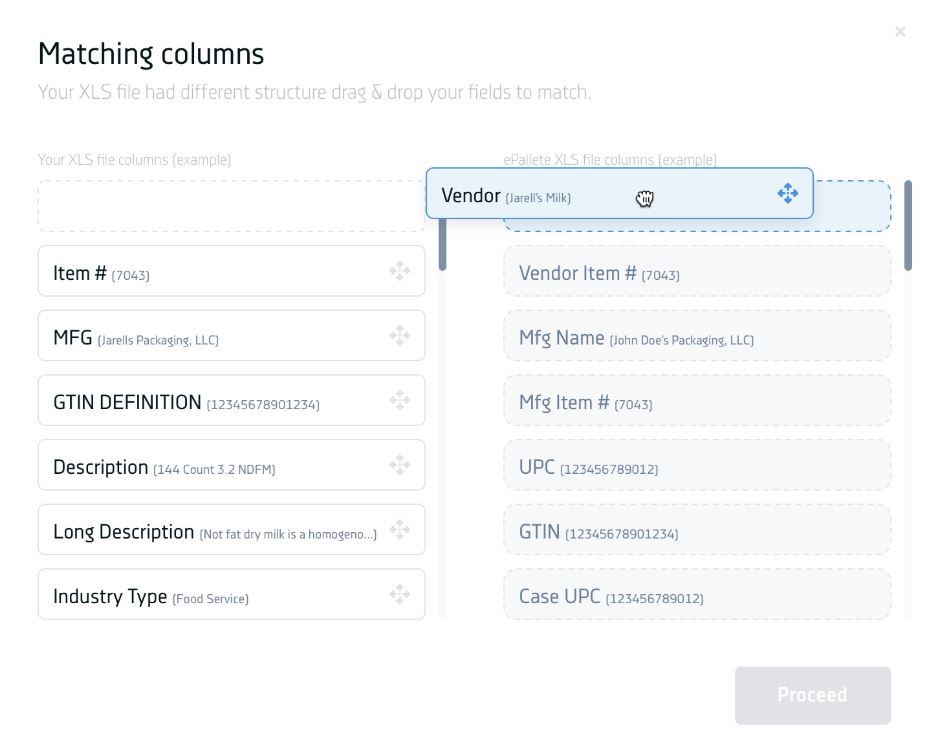 ×
Matching columns
Your XLS file had different structure drag & drop your fields to match.
Your XLS file columns (example)
ePallete XLS file columns (example)
Vendor (Jarell's Milk)
Item # (7043)
Vendor Item # (7043)
MFG (Jarells Packaging, LLC)
Mfg Name (John Doe's Packaging, LLC)
GTIN DEFINITION (12345678901234)
Mfg Item # (7043)
Description (144 Count 3.2 NDFM)
UPC (123456789012)
Long Description (Not fat dry milk is a homogeno...)
GTIN (12345678901234)
Industry Type (Food Service)
Case UPC (123456789012)
Proceed